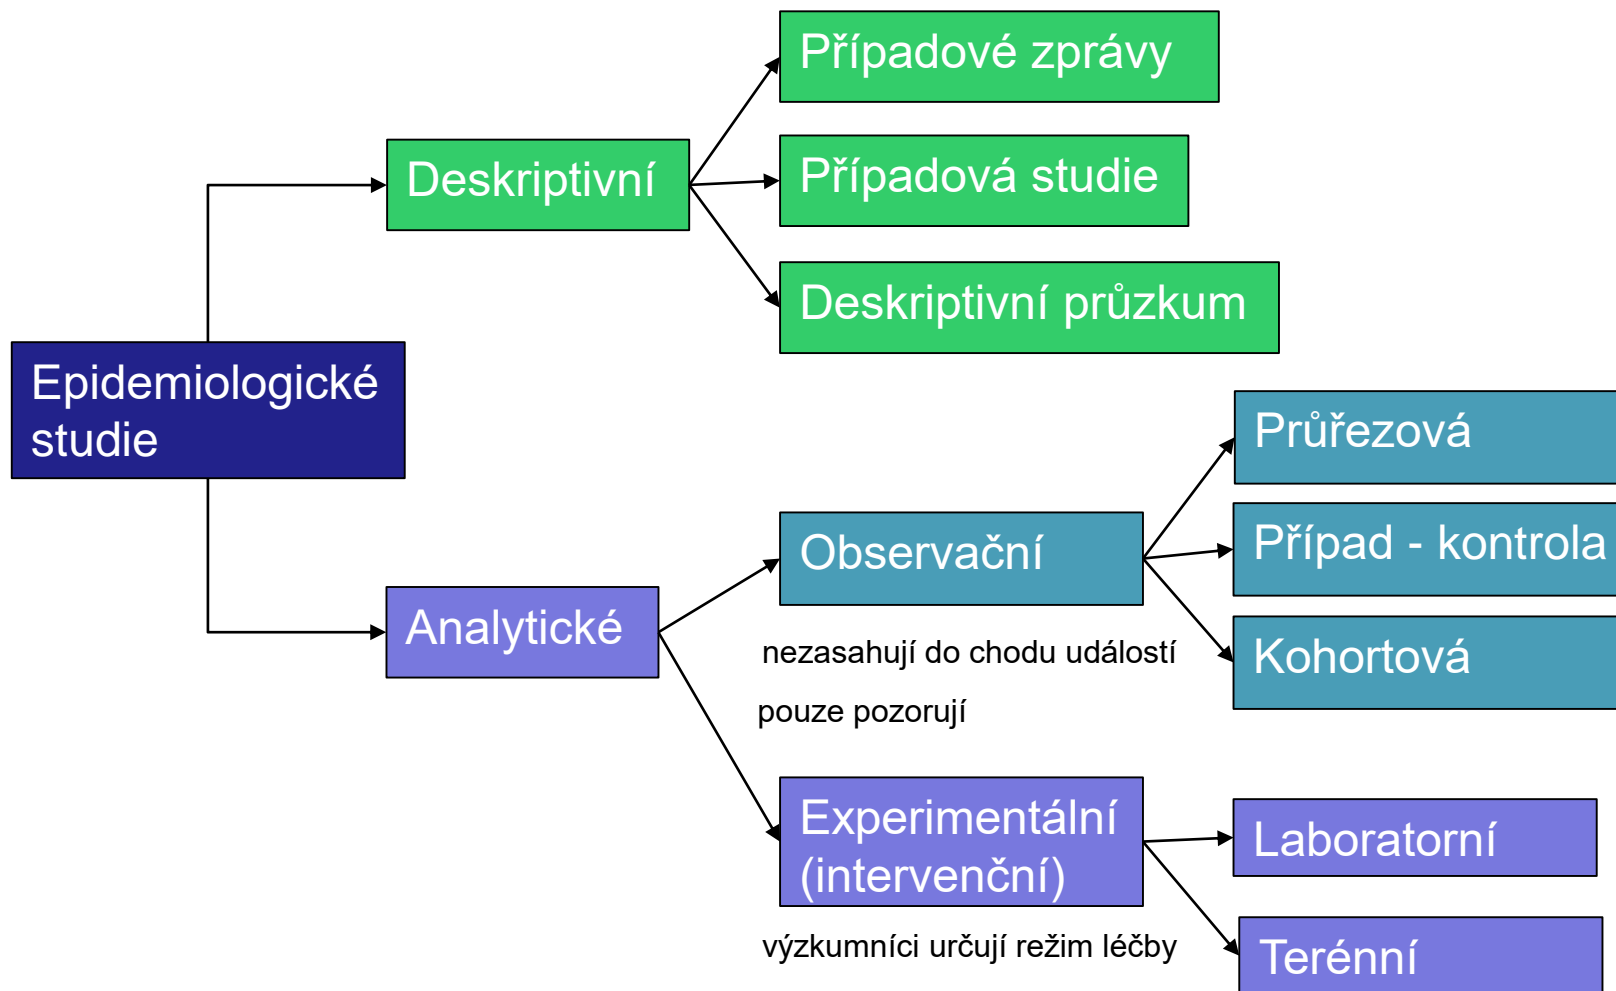 Případové zprávy
Deskriptivní
Případová studie
Deskriptivní průzkum
Epidemiologické
studie
Průřezová
Observační
Případ - kontrola
Analytické
nezasahují do chodu událostí
Kohortová
pouze pozorují
Experimentální
(intervenční)
Laboratorní
výzkumníci určují režim léčby
Terénní